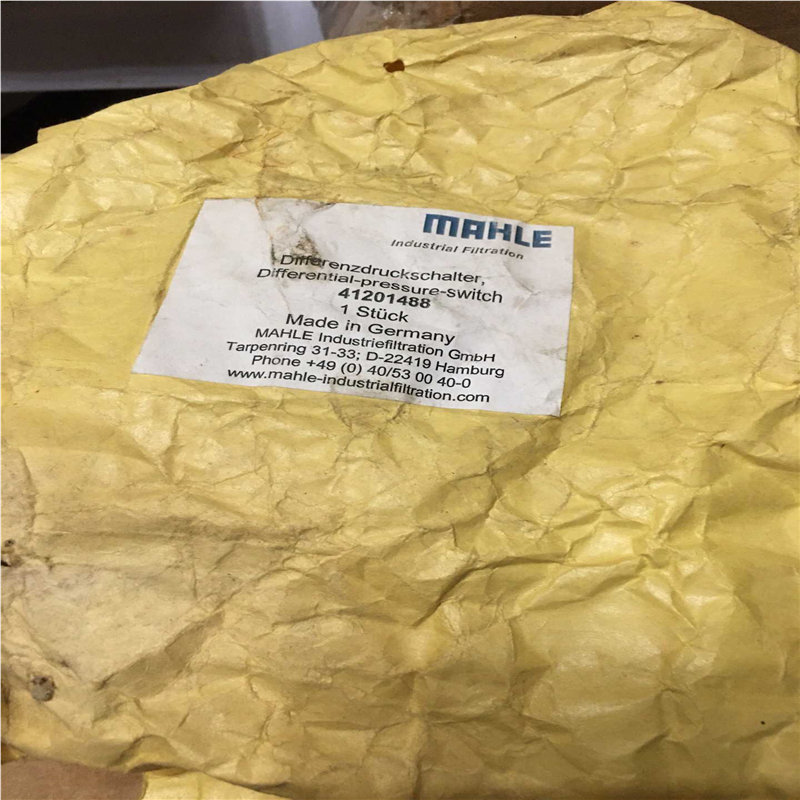 MAHLE
Industrial Filtration
Differenzdruckschalter,
Differential-pressure-switch
41201488
1 Stück
Made in Germany
MAHLE Industriefiltration GmbH
Tarpenring 31-33; D-22419 Hamburg
Phone +49 (0) 40/53 00 40-0
www.mahle-industrialfiltration.com